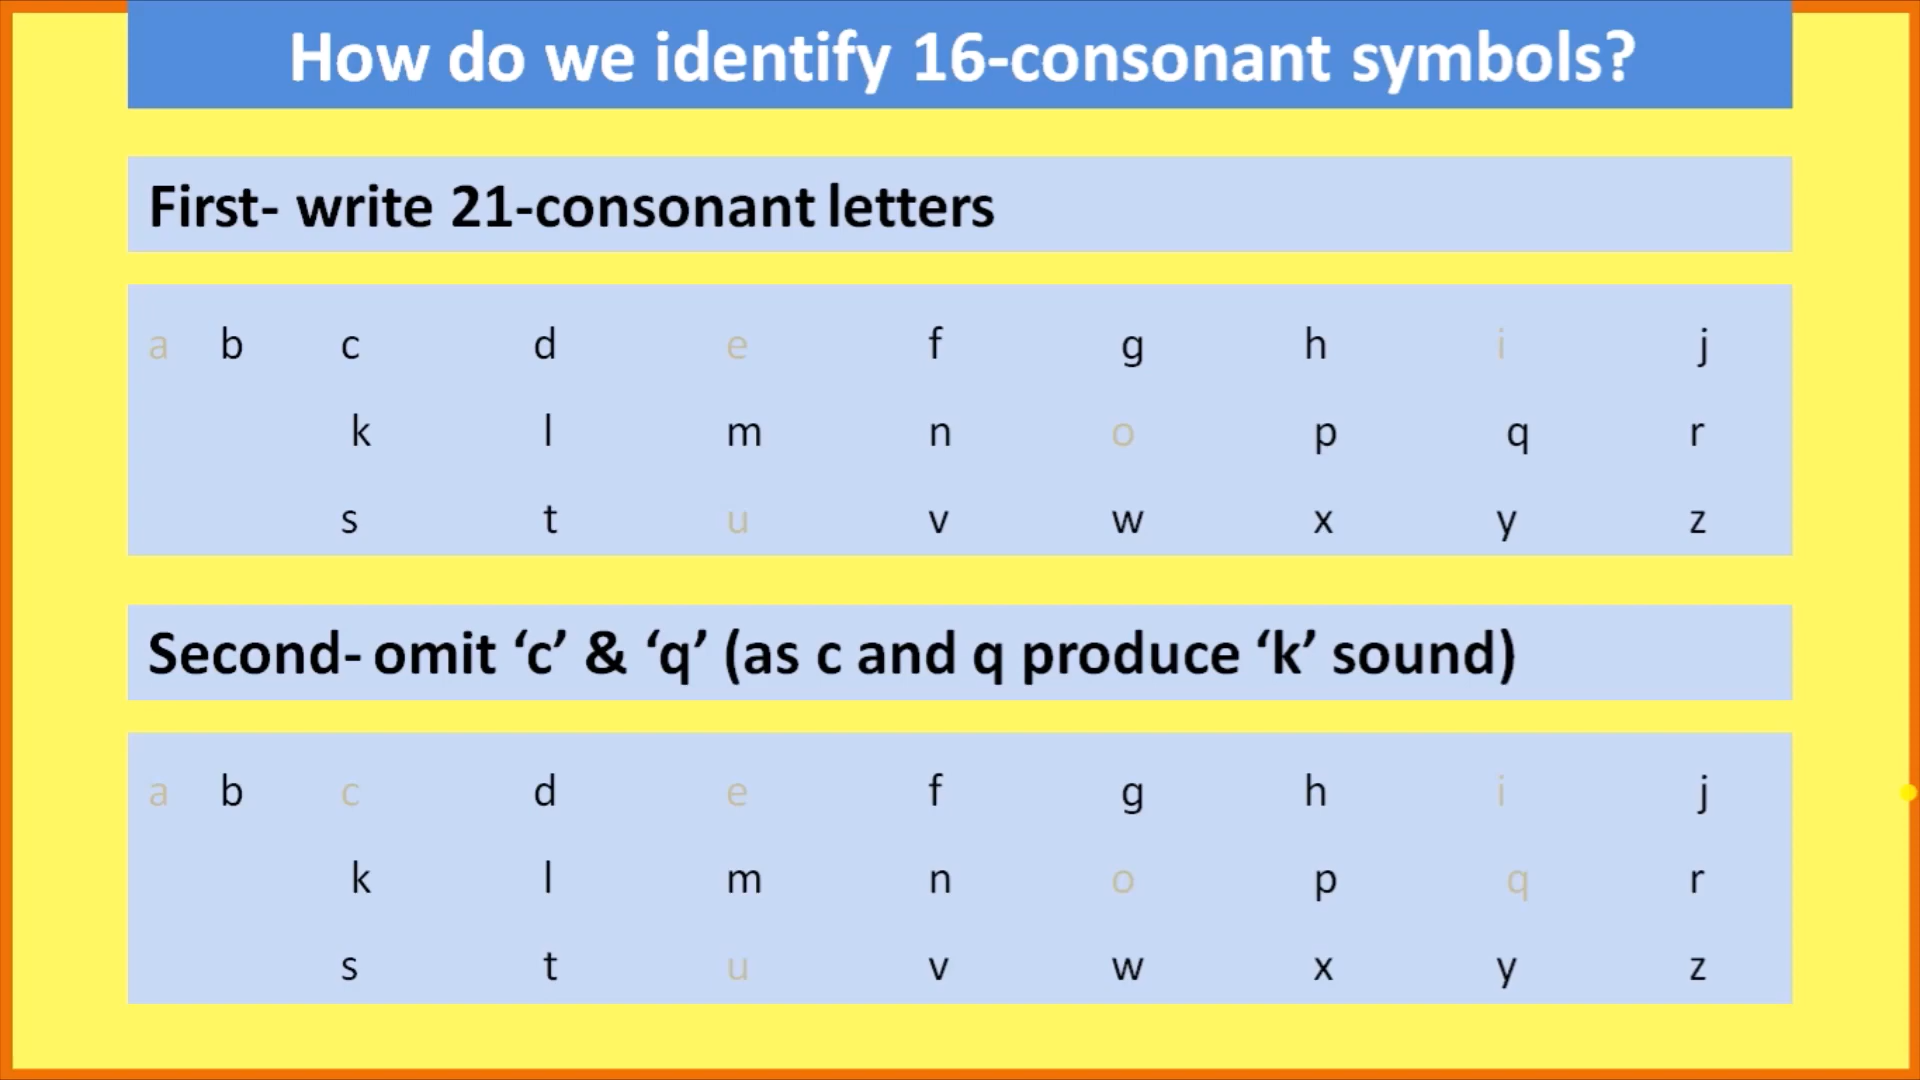 How do we identify 16-consonant symbols?
First- write 21-consonant letters
a b c d e f g h i j
k l m n o p q r
s t u v w x y z
Second- omit ‘c’ & ‘q’ (as c and q produce ‘k’ sound)
a b c d e f g h i j
k l m n o p q r
s t u v w x y z